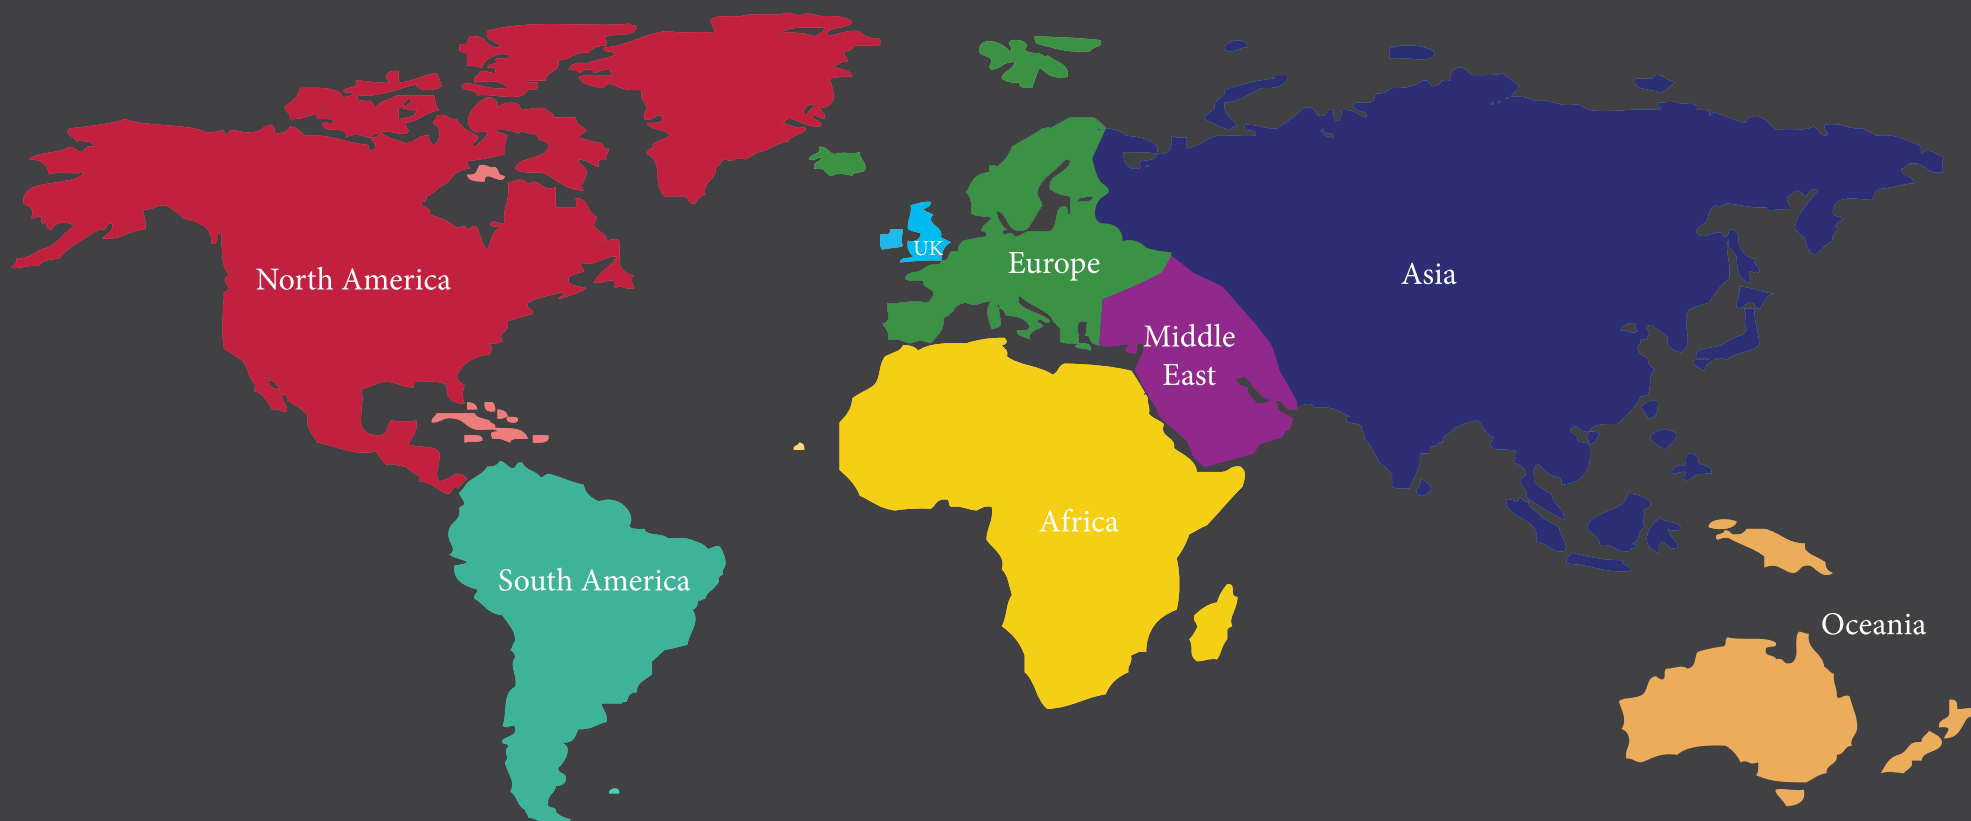 UK
Europe
Asia
North America
Middle
East
Africa
South America
Oceania